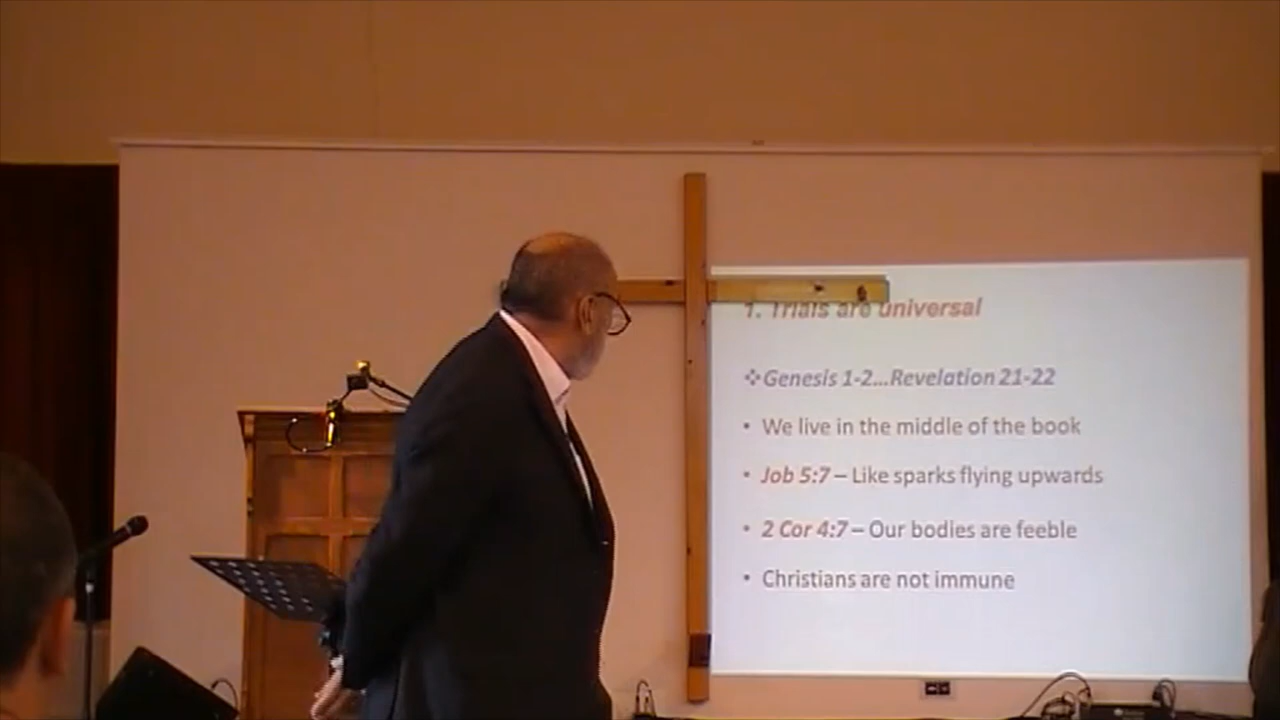 1. Trials are universal
❖Genesis 1-2...Revelation 21-22
• We live in the middle of the book
• Job 5:7 – Like sparks flying upwards
• 2 Cor 4:7 – Our bodies are feeble
• Christians are not immune